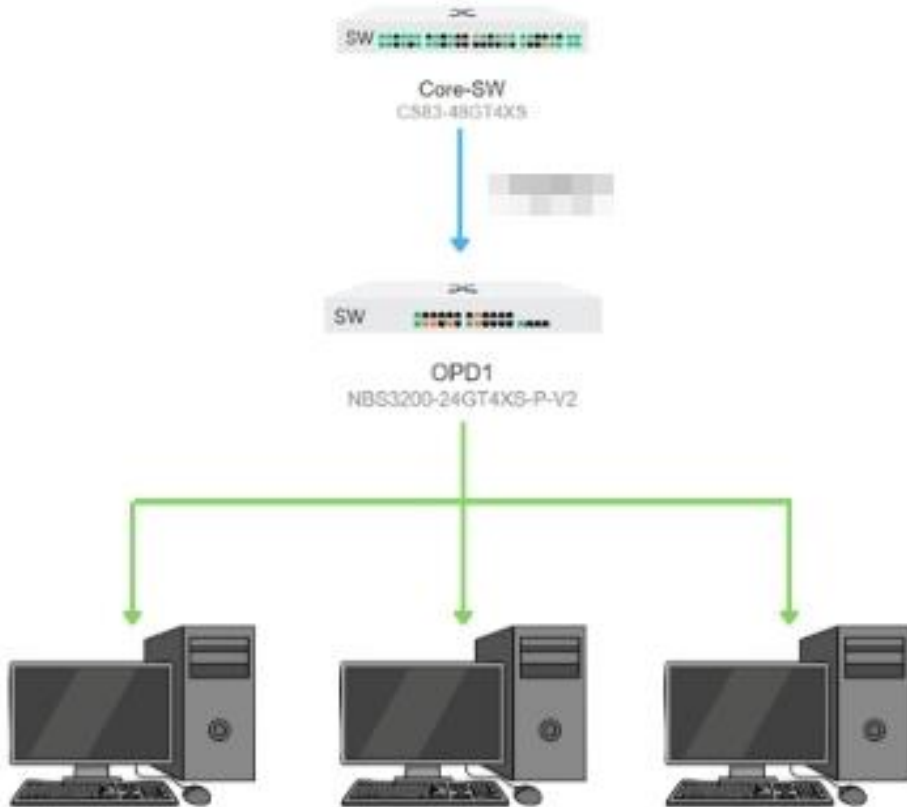 SW
Core-SW
CS83-48GT4XS
SW
OPD1
NBS3200-24GT4XS-P-V2